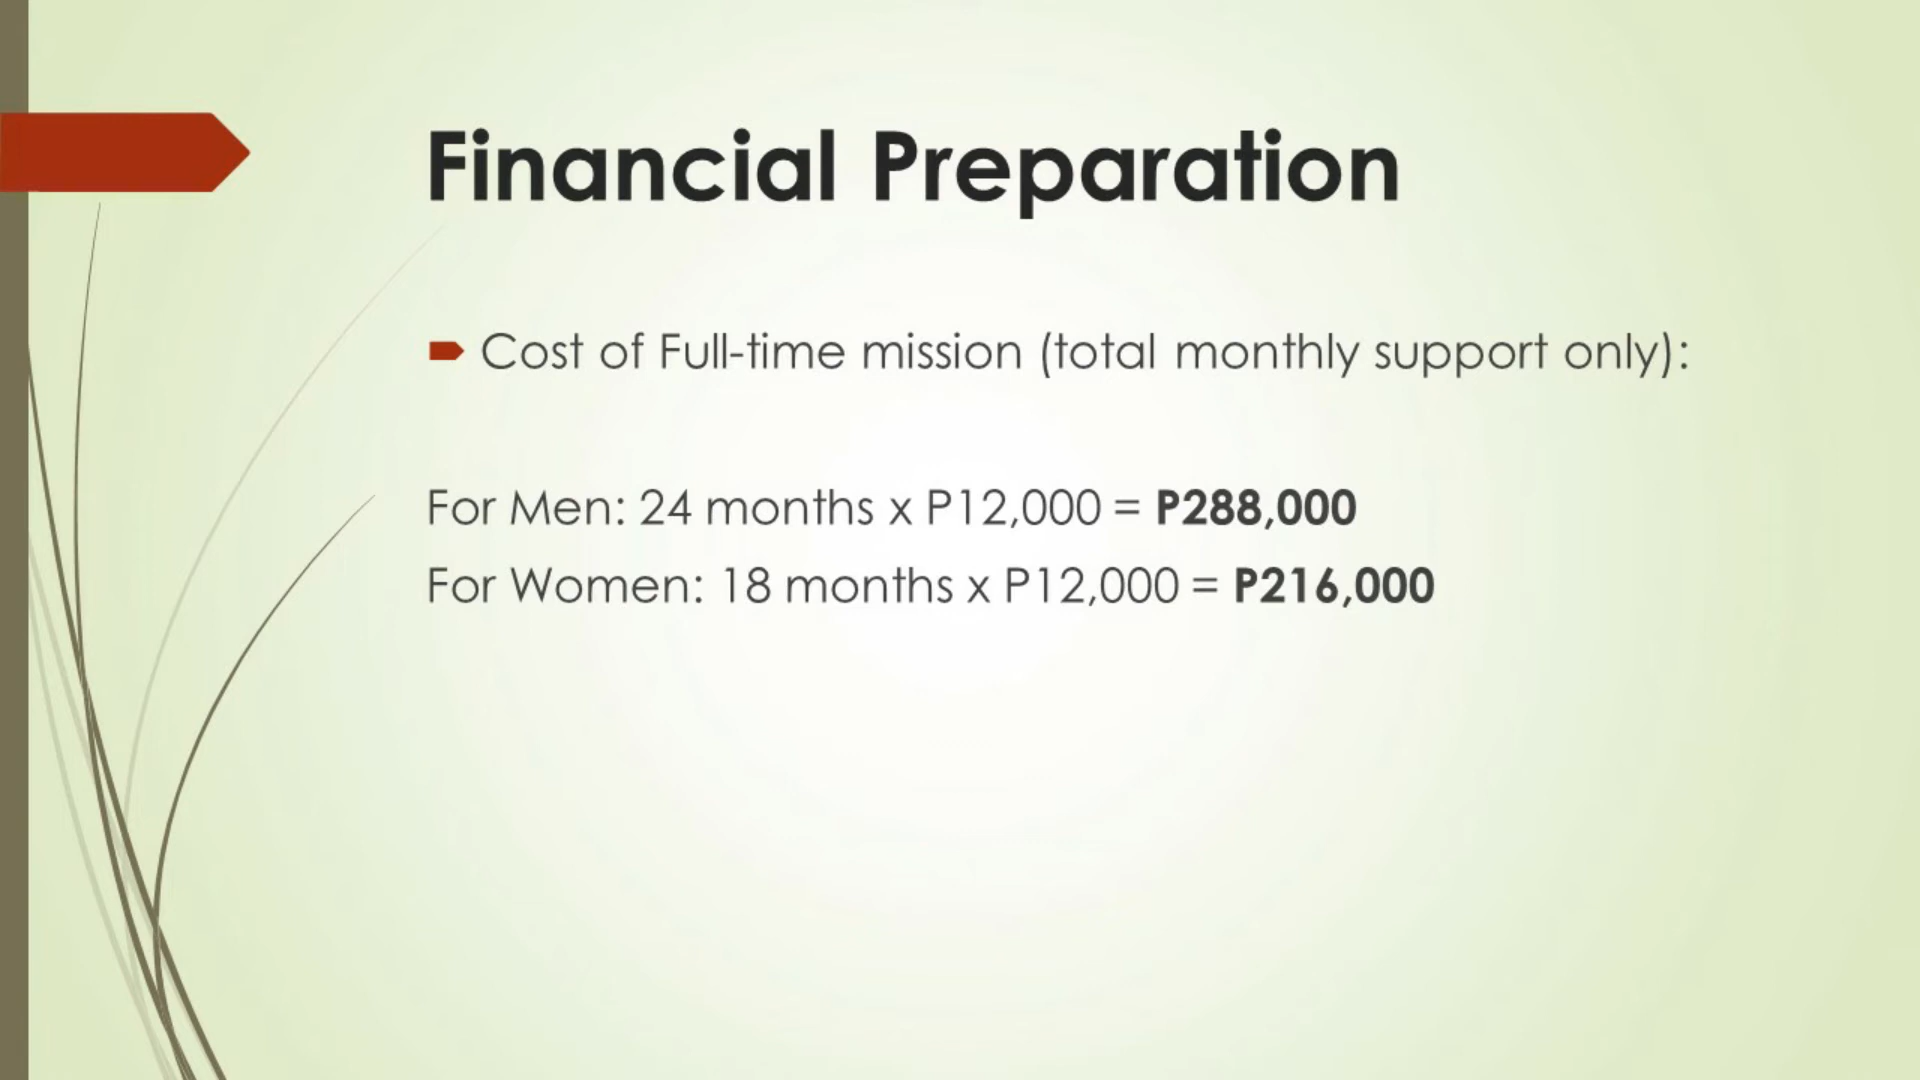 Financial Preparation
Cost of Full-time mission (total monthly support only):
For Men: 24 months x P12,000 = P288,000
For Women: 18 months x P12,000 = P216,000